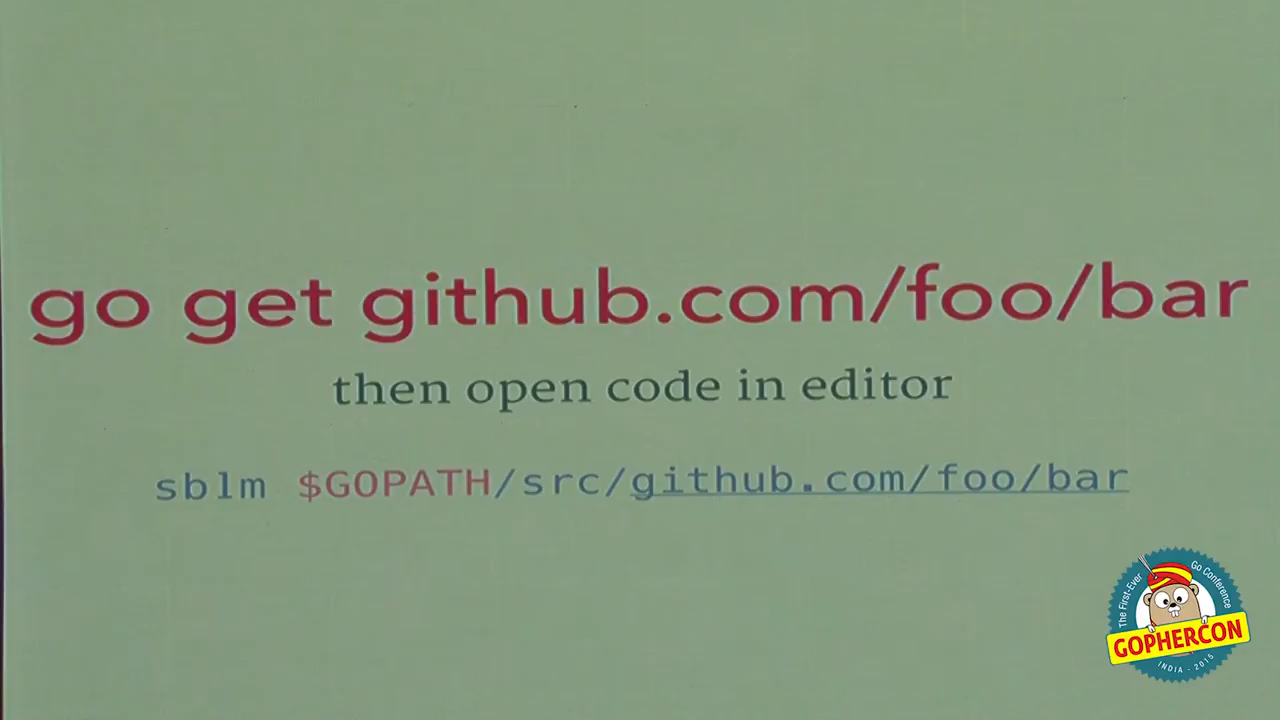 go get github.com/foo/bar
then open code in editor
sblm $GOPATH/src/github.com/foo/bar
The First-Ever Go Conference
GOPHERCON
INDIA - 2015